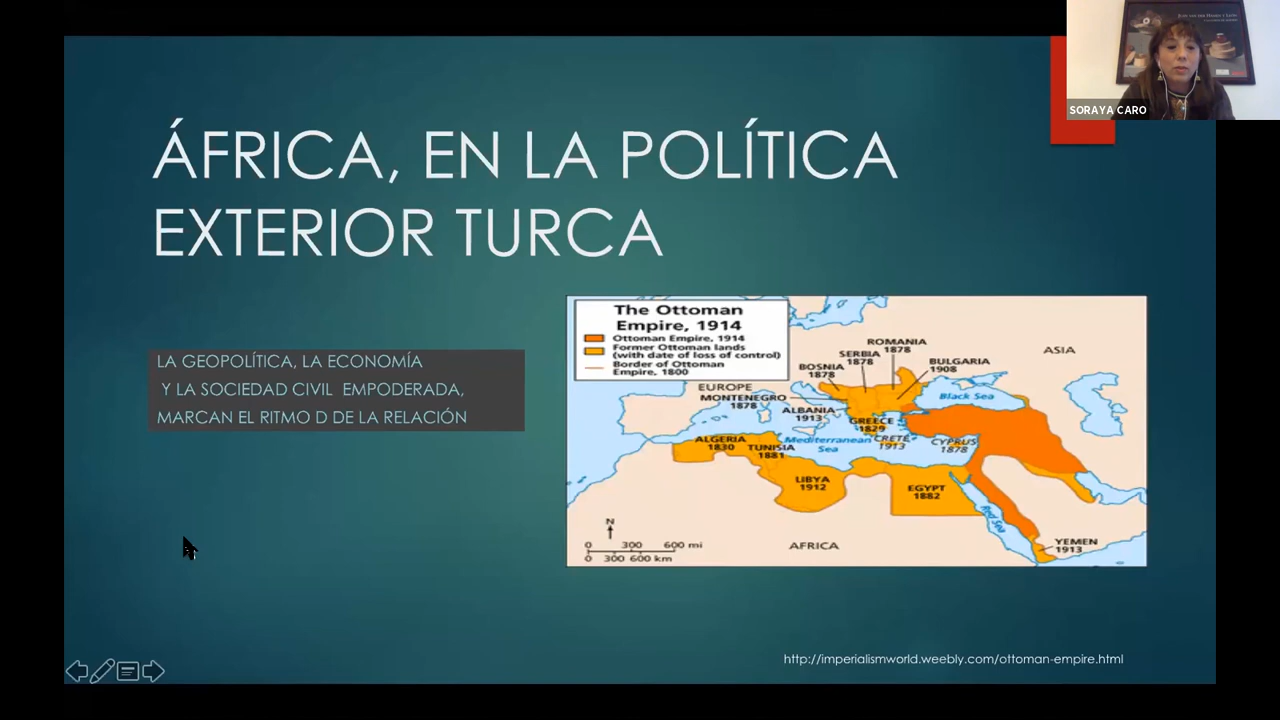 SORAYA CARO
ÁFRICA, EN LA POLÍTICA
EXTERIOR TURCA
LA GEOPOLÍTICA, LA ECONOMÍA
Y LA SOCIEDAD CIVIL EMPODERADA,
MARCAN EL RITMO D DE LA RELACIÓN
The Ottoman
Empire, 1914
Ottoman Empire, 1914
Former Ottoman lands
(with date of loss of control)
Border of Ottoman
Empire, 1800
ROMANIA
1878
SERBIA
1878
BOSNIA
1878
BULGARIA
1908
ASIA
EUROPE
MONTENEGRO
1878
Black Sea
ALBANIA
1913
GREECE
1829
ALGERIA
1830
TUNISIA
1881
Mediterranean
Sea
CRETE
1913
CYPRUS
1878
LIBYA
1912
EGYPT
1882
Red Sea
N
0 300 600 mi
0 300 600 km
AFRICA
YEMEN
1913
http://imperialismworld.weebly.com/ottoman-empire.html